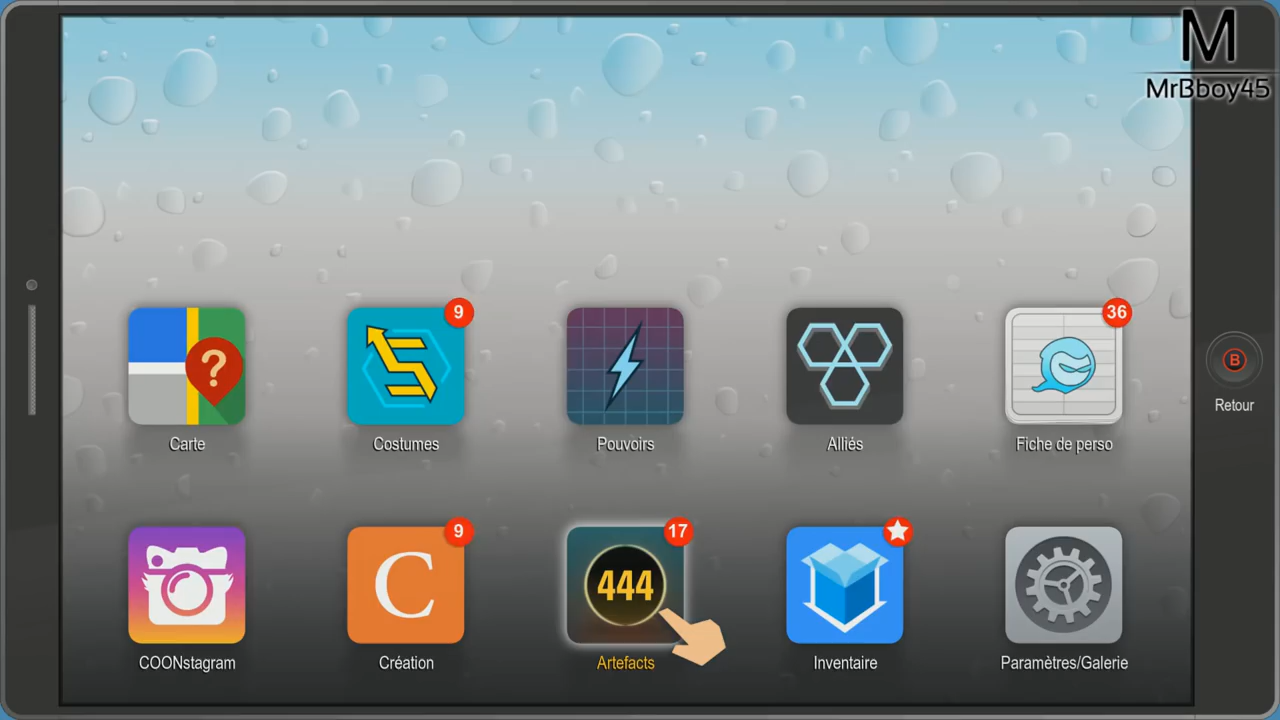 M
MrBboy45
9
36
Carte
Costumes
Pouvoirs
Alliés
Fiche de perso
B
Retour
9
17
C
444
COONstagram
Création
Artefacts
Inventaire
Paramètres/Galerie
?